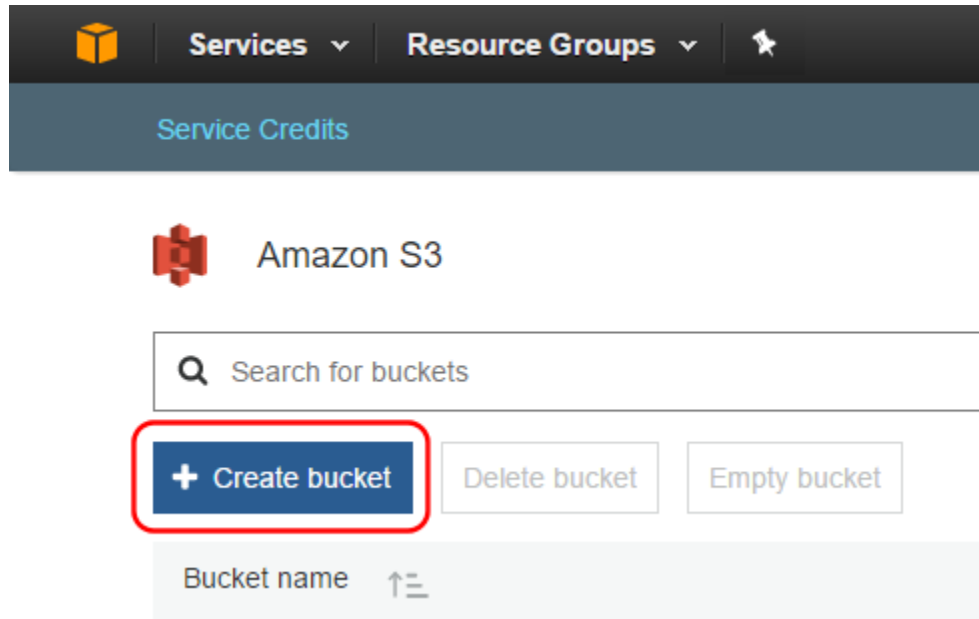 Services Resource Groups
Service Credits
Amazon S3
Search for buckets
+ Create bucket Delete bucket Empty bucket
Bucket name